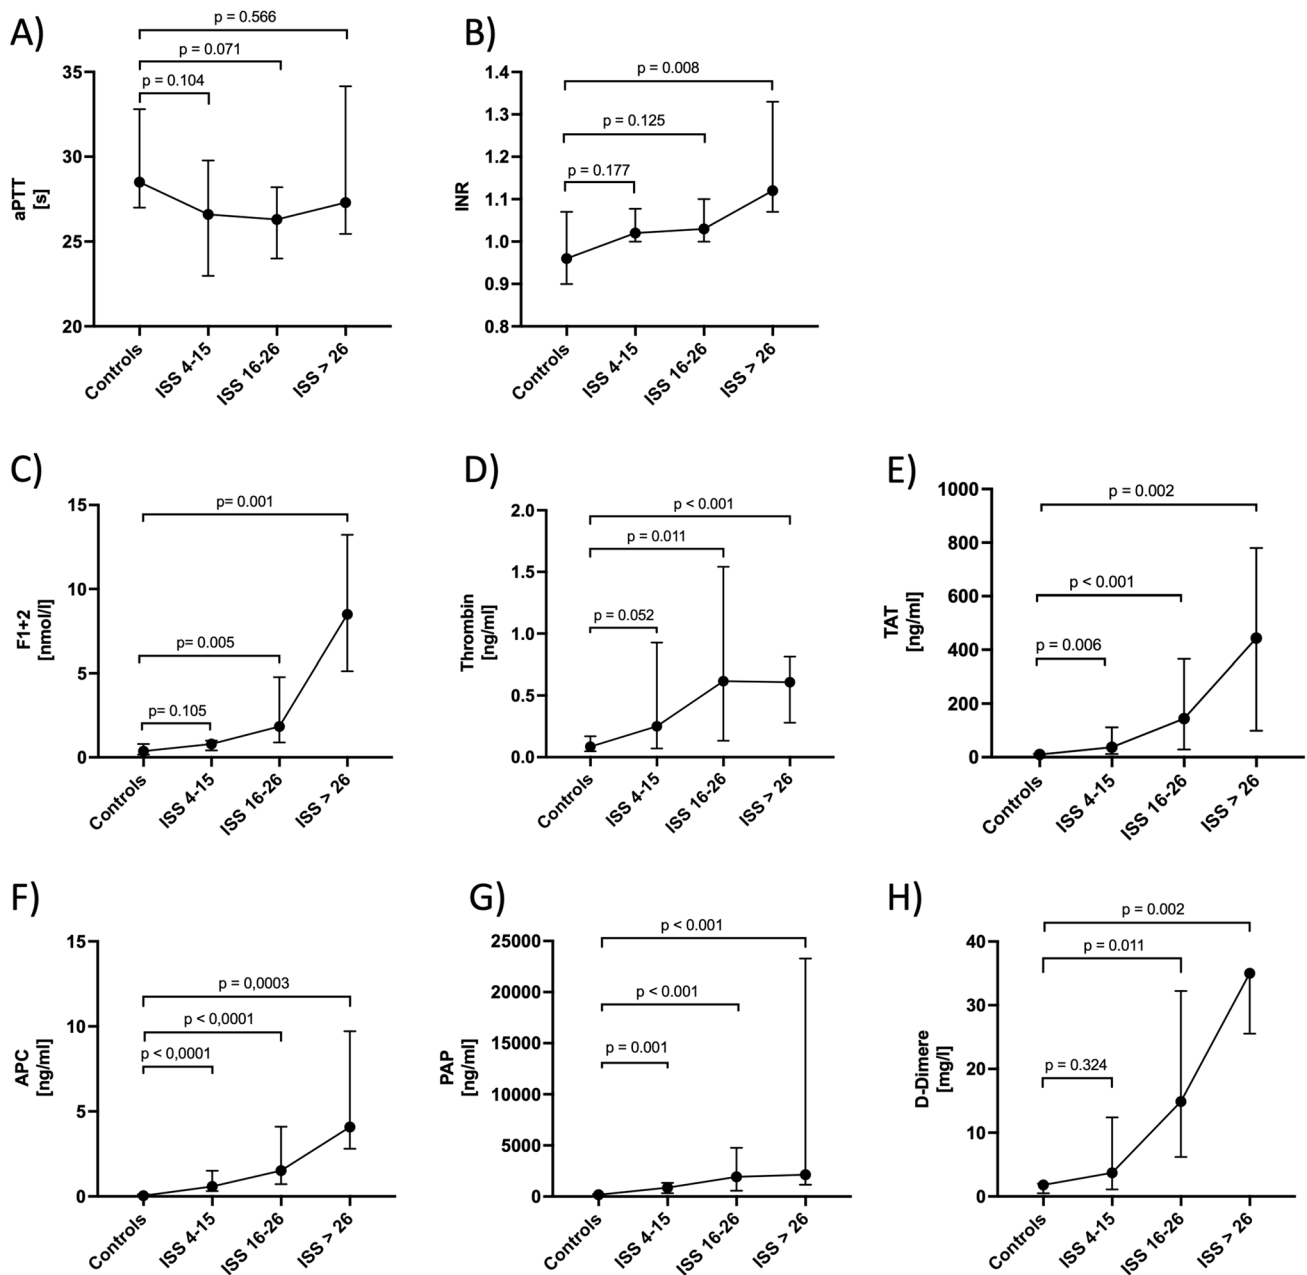 A)
p = 0.566
p = 0.071
p = 0.104
35
30
25
20
aPTT
[s]
Controls
ISS 4-15
ISS 16-26
ISS > 26
B)
p = 0.008
p = 0.125
p = 0.177
1.4
1.3
1.2
1.1
1.0
0.9
0.8
INR
Controls
ISS 4-15
ISS 16-26
ISS > 26
C)
p= 0.001
p = 0.005
p= 0.105
15
10
5
0
F1+2
[nmol/l]
Controls
ISS 4-15
ISS 16-26
ISS > 26
D)
p < 0.001
p = 0.011
p = 0.052
2.0
1.5
1.0
0.5
0.0
Thrombin
[ng/ml]
Controls
ISS 4-15
ISS 16-26
ISS > 26
E)
p = 0.002
p < 0.001
p = 0.006
1000
800
600
400
200
0
TAT
[ng/ml]
Controls
ISS 4-15
ISS 16-26
ISS > 26
F)
p = 0,0003
p < 0,0001
p < 0,0001
15
10
5
0
APC
[ng/ml]
Controls
ISS 4-15
ISS 16-26
ISS > 26
G)
p < 0.001
p < 0.001
p = 0.001
25000
20000
15000
10000
5000
0
PAP
[ng/ml]
Controls
ISS 4-15
ISS 16-26
ISS > 26
H)
p = 0.002
p = 0.011
p = 0.324
40
30
20
10
0
D-Dimere
[mg/l]
Controls
ISS 4-15
ISS 16-26
ISS > 26